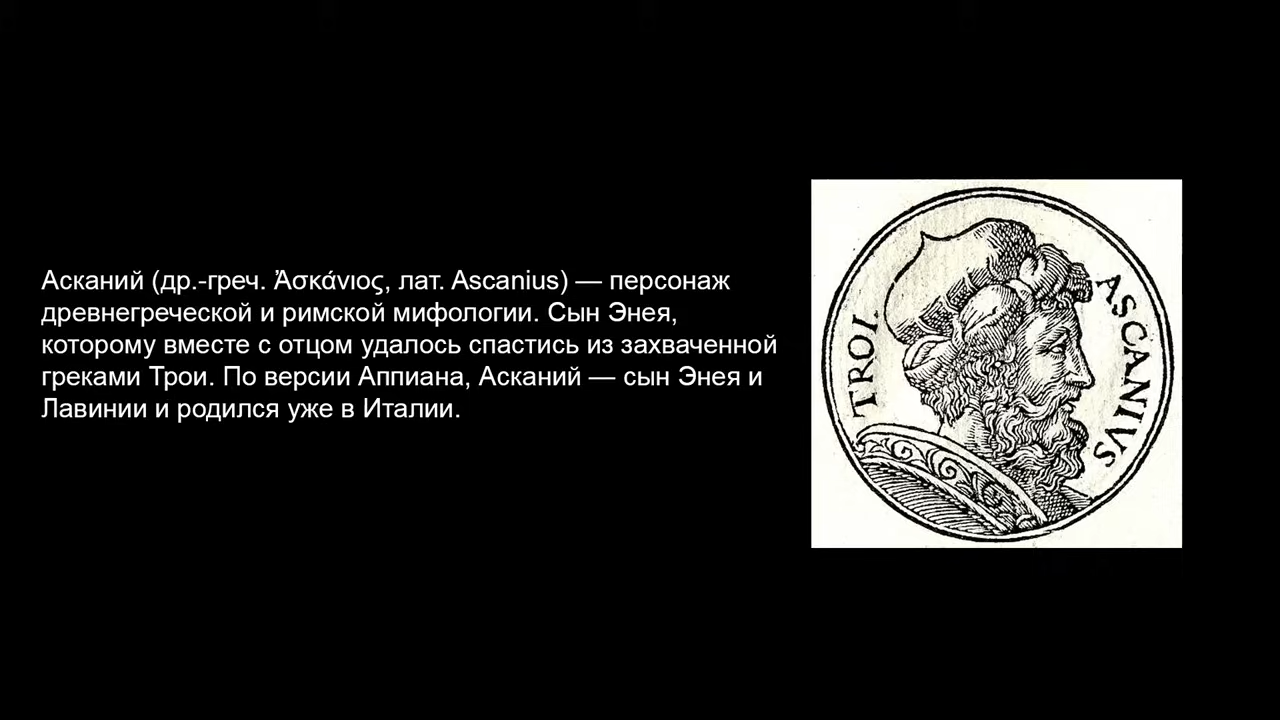 Асканий (др.-греч. Ἀσκάνιος, лат. Ascanius) — персонаж
древнегреческой и римской мифологии. Сын Энея,
которому вместе с отцом удалось спастись из захваченной
греками Трои. По версии Аппиана, Асканий — сын Энея и
Лавинии и родился уже в Италии.
TROI.
ASCANIVS